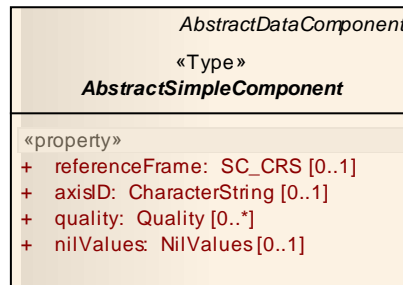 AbstractDataComponent
«Type»
AbstractSimpleComponent
«property»
+ referenceFrame: SC_CRS [0..1]
+ axisID: CharacterString [0..1]
+ quality: Quality [0..*]
+ nilValues: NilValues [0..1]